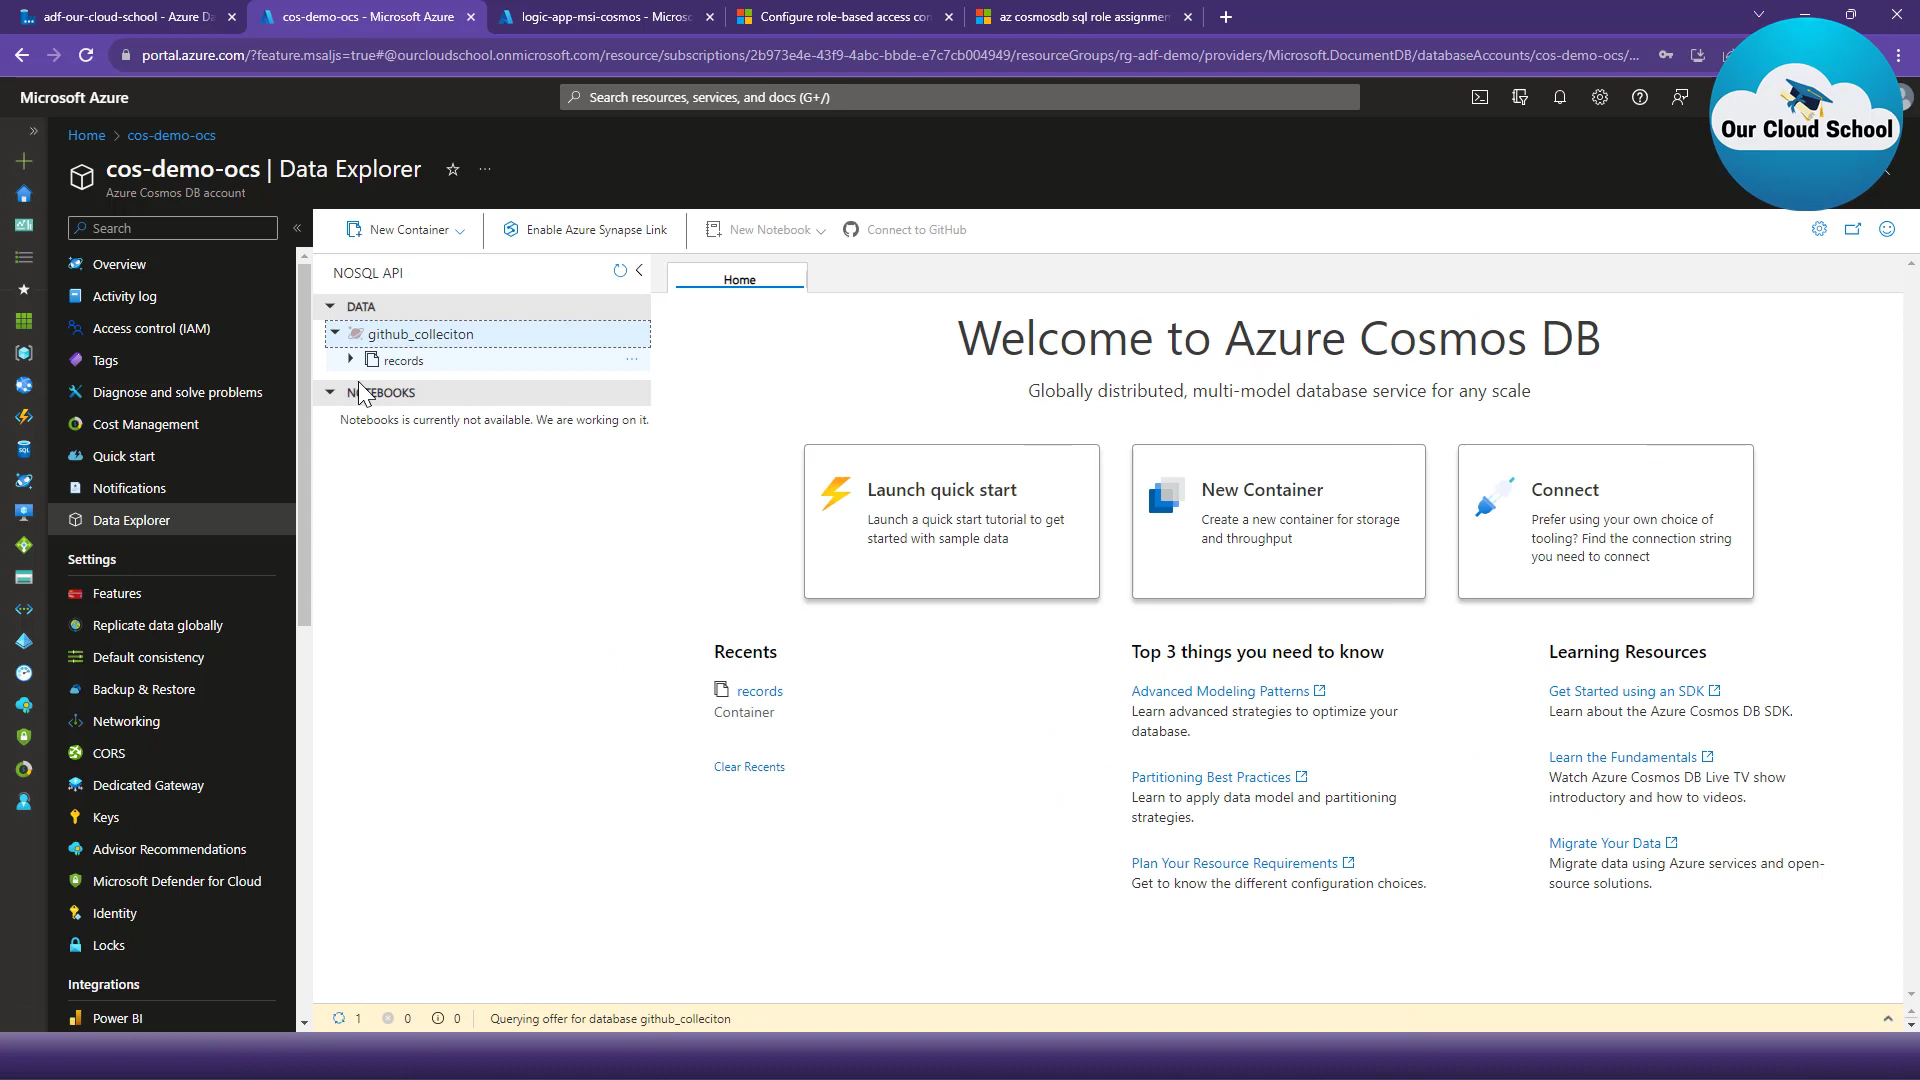 adf-our-cloud-school - Azure Da
cos-demo-ocs - Microsoft Azure
logic-app-msi-cosmos - Microso
Configure role-based access con
az cosmosdb sql role assignmen
portal.azure.com/?feature.msaljs=true#@ourcloudschool.onmicrosoft.com/resource/subscriptions/2b973e4e-43f9-4abc-bbde-e7c7cb004949/resourceGroups/rg-adf-demo/providers/Microsoft.DocumentDB/databaseAccounts/cos-demo-ocs/...
Microsoft Azure
Search resources, services, and docs (G+/)
Our Cloud School
Home > cos-demo-ocs
cos-demo-ocs | Data Explorer
Azure Cosmos DB account
Search
Overview
Activity log
Access control (IAM)
Tags
Diagnose and solve problems
Cost Management
Quick start
Notifications
Data Explorer
Settings
Features
Replicate data globally
Default consistency
Backup & Restore
Networking
CORS
Dedicated Gateway
Keys
Advisor Recommendations
Microsoft Defender for Cloud
Identity
Locks
Integrations
Power BI
New Container
Enable Azure Synapse Link
New Notebook
Connect to GitHub
NOSQL API
DATA
github_colleciton
records
NOTEBOOKS
Notebooks is currently not available. We are working on it.
Home
Welcome to Azure Cosmos DB
Globally distributed, multi-model database service for any scale
Launch quick start
Launch a quick start tutorial to get
started with sample data
New Container
Create a new container for storage
and throughput
Connect
Prefer using your own choice of
tooling? Find the connection string
you need to connect
Recents
records
Container
Clear Recents
Top 3 things you need to know
Advanced Modeling Patterns
Learn advanced strategies to optimize your
database.
Partitioning Best Practices
Learn to apply data model and partitioning
strategies.
Plan Your Resource Requirements
Get to know the different configuration choices.
Learning Resources
Get Started using an SDK
Learn about the Azure Cosmos DB SDK.
Learn the Fundamentals
Watch Azure Cosmos DB Live TV show
introductory and how to videos.
Migrate Your Data
Migrate data using Azure services and open-
source solutions.
1 0 0 Querying offer for database github_colleciton